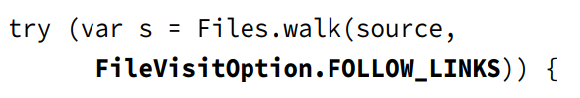 try (var s = Files.walk(source,
FileVisitOption.FOLLOW_LINKS)) {